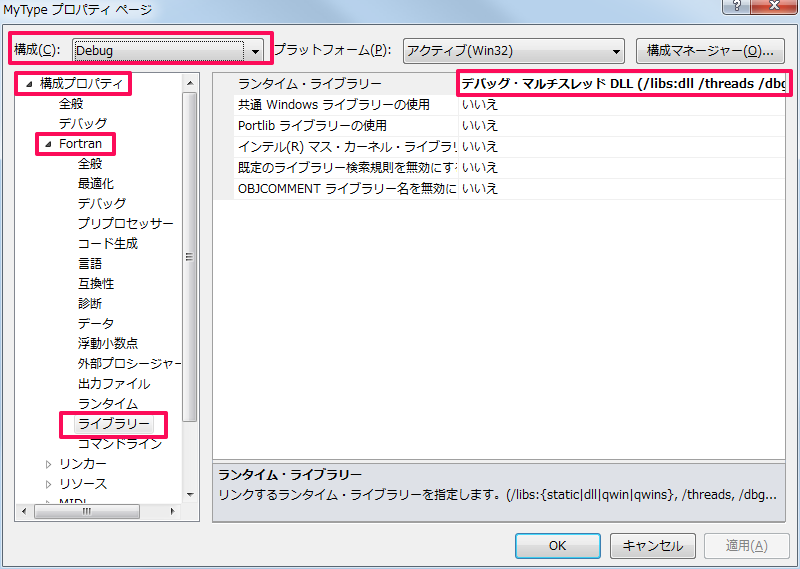 MyType プロパティ ページ
構成(C): Debug プラットフォーム(P): アクティブ(Win32) 構成マネージャー(O)...
構成プロパティ
全般
デバッグ
Fortran
全般
最適化
デバッグ
プリプロセッサー
コード生成
言語
互換性
診断
データ
浮動小数点
外部プロシージャー
出力ファイル
ランタイム
ライブラリー
コマンドライン
リンカー
リソース
MIDL
ランタイム・ライブラリー デバッグ・マルチスレッド DLL (/libs:dll /threads /dbg
共通 Windows ライブラリーの使用 いいえ
Portlib ライブラリーの使用 いいえ
インテル(R) マス・カーネル・ライブラリ いいえ
既定のライブラリー検索規則を無効にする いいえ
OBJCOMMENT ライブラリー名を無効に いいえ
ランタイム・ライブラリー
リンクするランタイム・ライブラリーを指定します。(/libs:{static|dll|qwin|qwins}, /threads, /dbg...
OK キャンセル 適用(A)